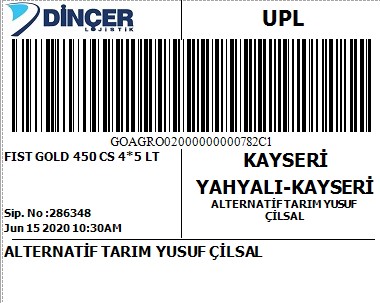 DİNÇER
LOJİSTİK
UPL
GOAGRO02000000000782C1
FIST GOLD 450 CS 4*5 LT
KAYSERİ
YAHYALI-KAYSERİ
ALTERNATİF TARIM YUSUF
ÇİLSAL
Sip. No :286348
Jun 15 2020 10:30AM
ALTERNATİF TARIM YUSUF ÇİLSAL